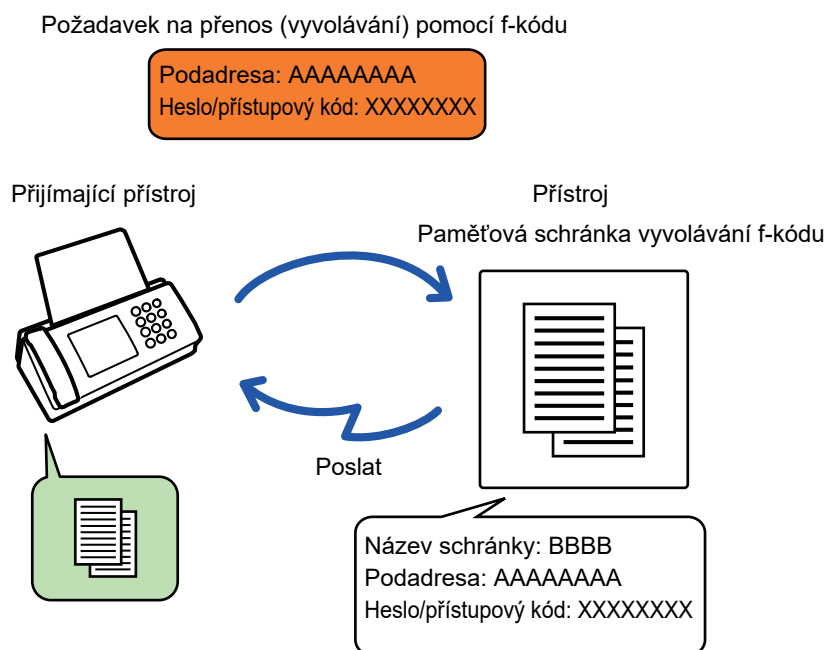 Požadavek na přenos (vyvolávání) pomocí f-kódu
Podadresa: AAAAAAAA
Heslo/přístupový kód: XXXXXXXX
Přijímající přístroj
Přístroj
Paměťová schránka vyvolávání f-kódu
Poslat
Název schránky: BBBB
Podadresa: AAAAAAAA
Heslo/přístupový kód: XXXXXXXX